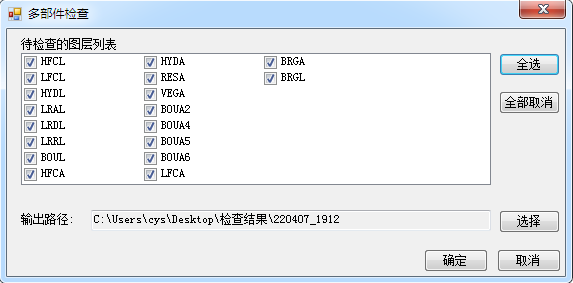 多部件检查
待检查的图层列表
HFCL HYDA BRGA
LFCL RESA BRGL
HYDL VEGA
LRAL BOUA2
LRDL BOUA4
LRRL BOUA5
BOUL BOUA6
HFCA LFCA
全选
全部取消
输出路径: C:\Users\cys\Desktop\检查结果\220407_1912 选择
确定 取消